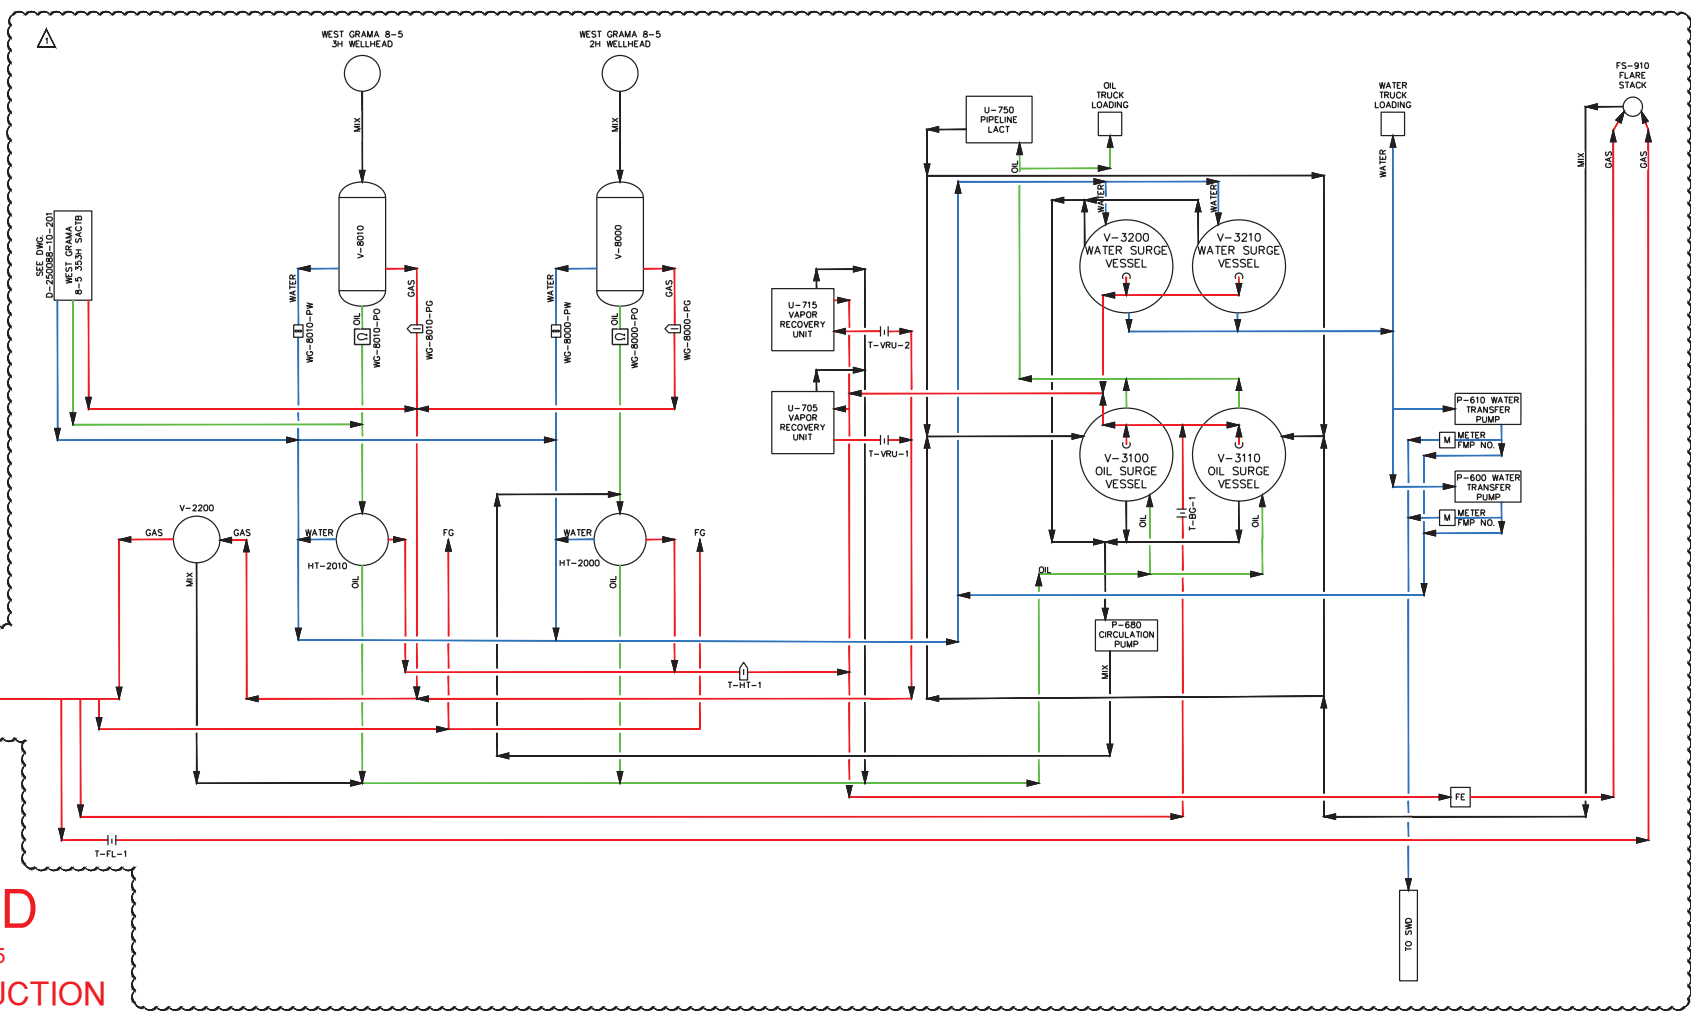 1
WEST GRAMA 8-5
3H WELLHEAD
WEST GRAMA 8-5
2H WELLHEAD
MIX
MIX
U-750
PIPELINE
LACT
OIL
TRUCK
LOADING
WATER
TRUCK
LOADING
FS-910
FLARE
STACK
OIL
WATER
MIX
GAS
GAS
SEE DWG.
D-250088-10-201
WEST GRAMA
8-5 353H SACTB
V-8010
V-8000
WATER
GAS
WATER
GAS
OIL
OIL
WG-8010-PW
WG-8010-PO
WG-8010-PG
WG-8000-PW
WG-8000-PO
WG-8000-PG
WATER
WATER
V-3200
WATER SURGE
VESSEL
V-3210
WATER SURGE
VESSEL
U-715
VAPOR
RECOVERY
UNIT
T-VRU-2
U-705
VAPOR
RECOVERY
UNIT
T-VRU-1
V-3100
OIL SURGE
VESSEL
V-3110
OIL SURGE
VESSEL
P-610 WATER
TRANSFER
PUMP
M
METER
FMP NO.
P-600 WATER
TRANSFER
PUMP
M
METER
FMP NO.
V-2200
GAS
GAS
MIX
WATER
HT-2010
OIL
FG
WATER
HT-2000
OIL
FG
OIL
T-BG-1
OIL
OIL
P-680
CIRCULATION
PUMP
MIX
T-HT-1
FE
T-FL-1
TO SWD
D
5
UCTION